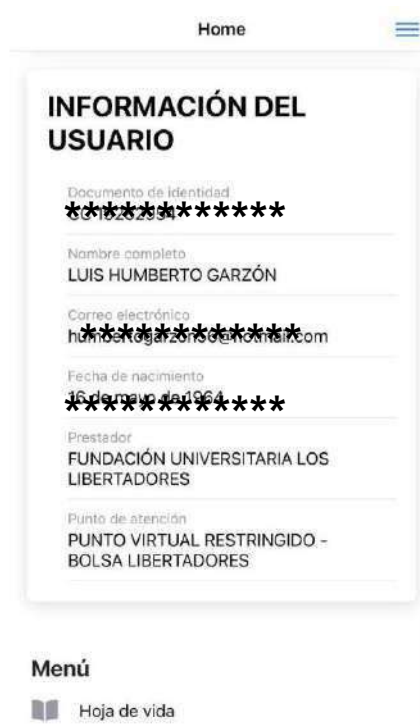 Home
INFORMACIÓN DEL
USUARIO
Documento de identidad
************
Nombre completo
LUIS HUMBERTO GARZÓN
Correo electrónico
************
Fecha de nacimiento
************
Prestador
FUNDACIÓN UNIVERSITARIA LOS
LIBERTADORES
Punto de atención
PUNTO VIRTUAL RESTRINGIDO -
BOLSA LIBERTADORES
Menú
Hoja de vida